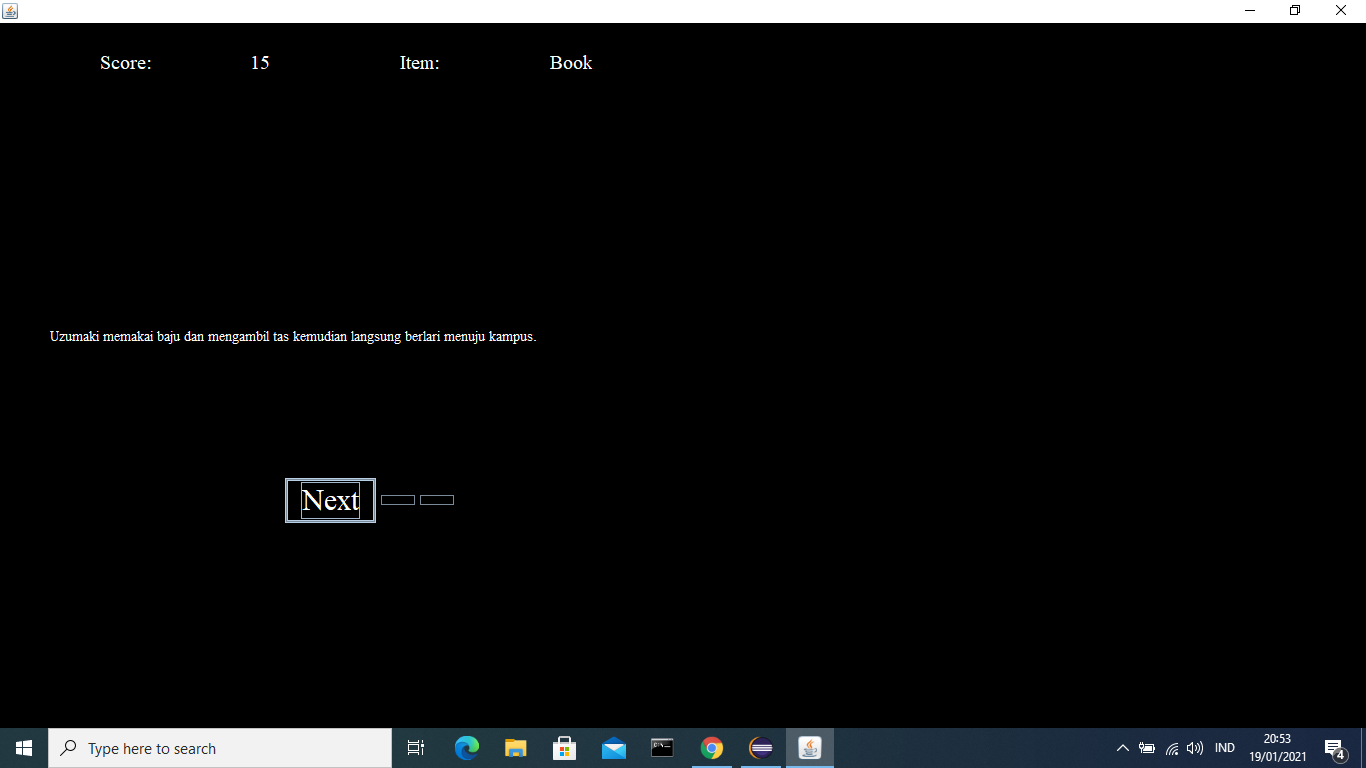 Score: 15 Item: Book
Uzumaki memakai baju dan mengambil tas kemudian langsung berlari menuju kampus.
Next
Type here to search
IND
20:53
19/01/2021
4